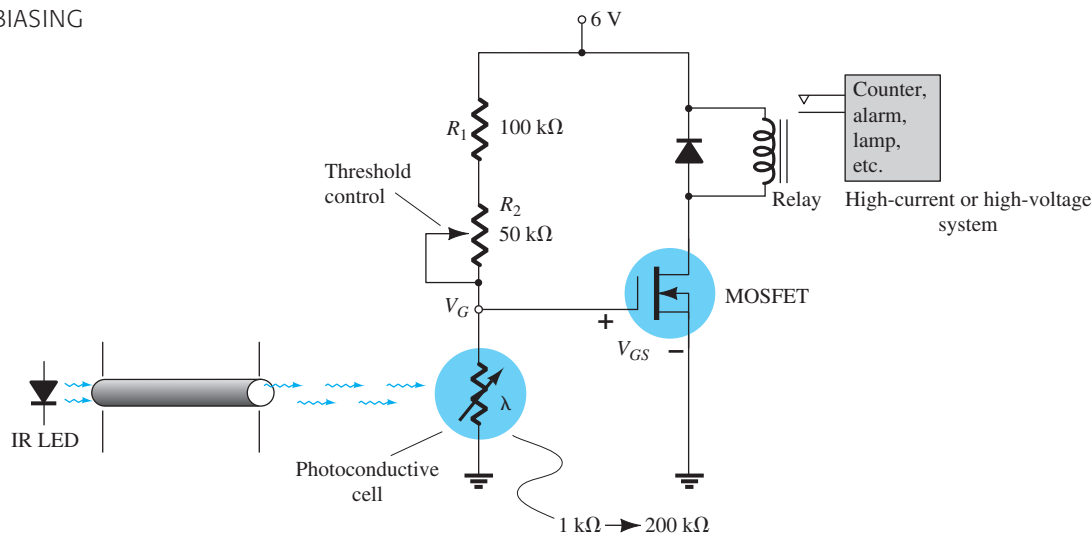 BIASING
6 V
R1 100 kΩ
Threshold
control
R2
50 kΩ
Counter,
alarm,
lamp,
etc.
Relay
High-current or high-voltage
system
MOSFET
VG
+
VGS
–
λ
IR LED
Photoconductive
cell
1 kΩ 200 kΩ